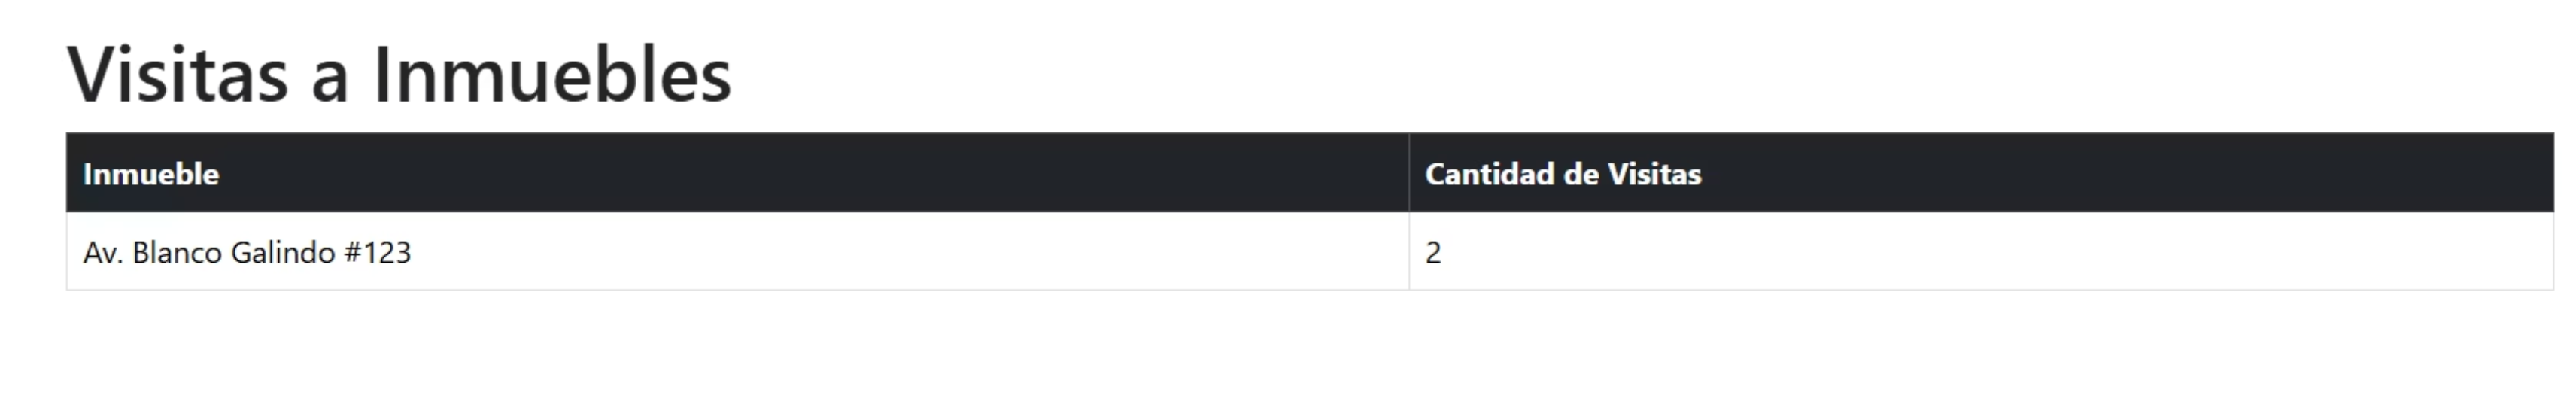 Visitas a Inmuebles
Inmueble Cantidad de Visitas
Av. Blanco Galindo #123 2